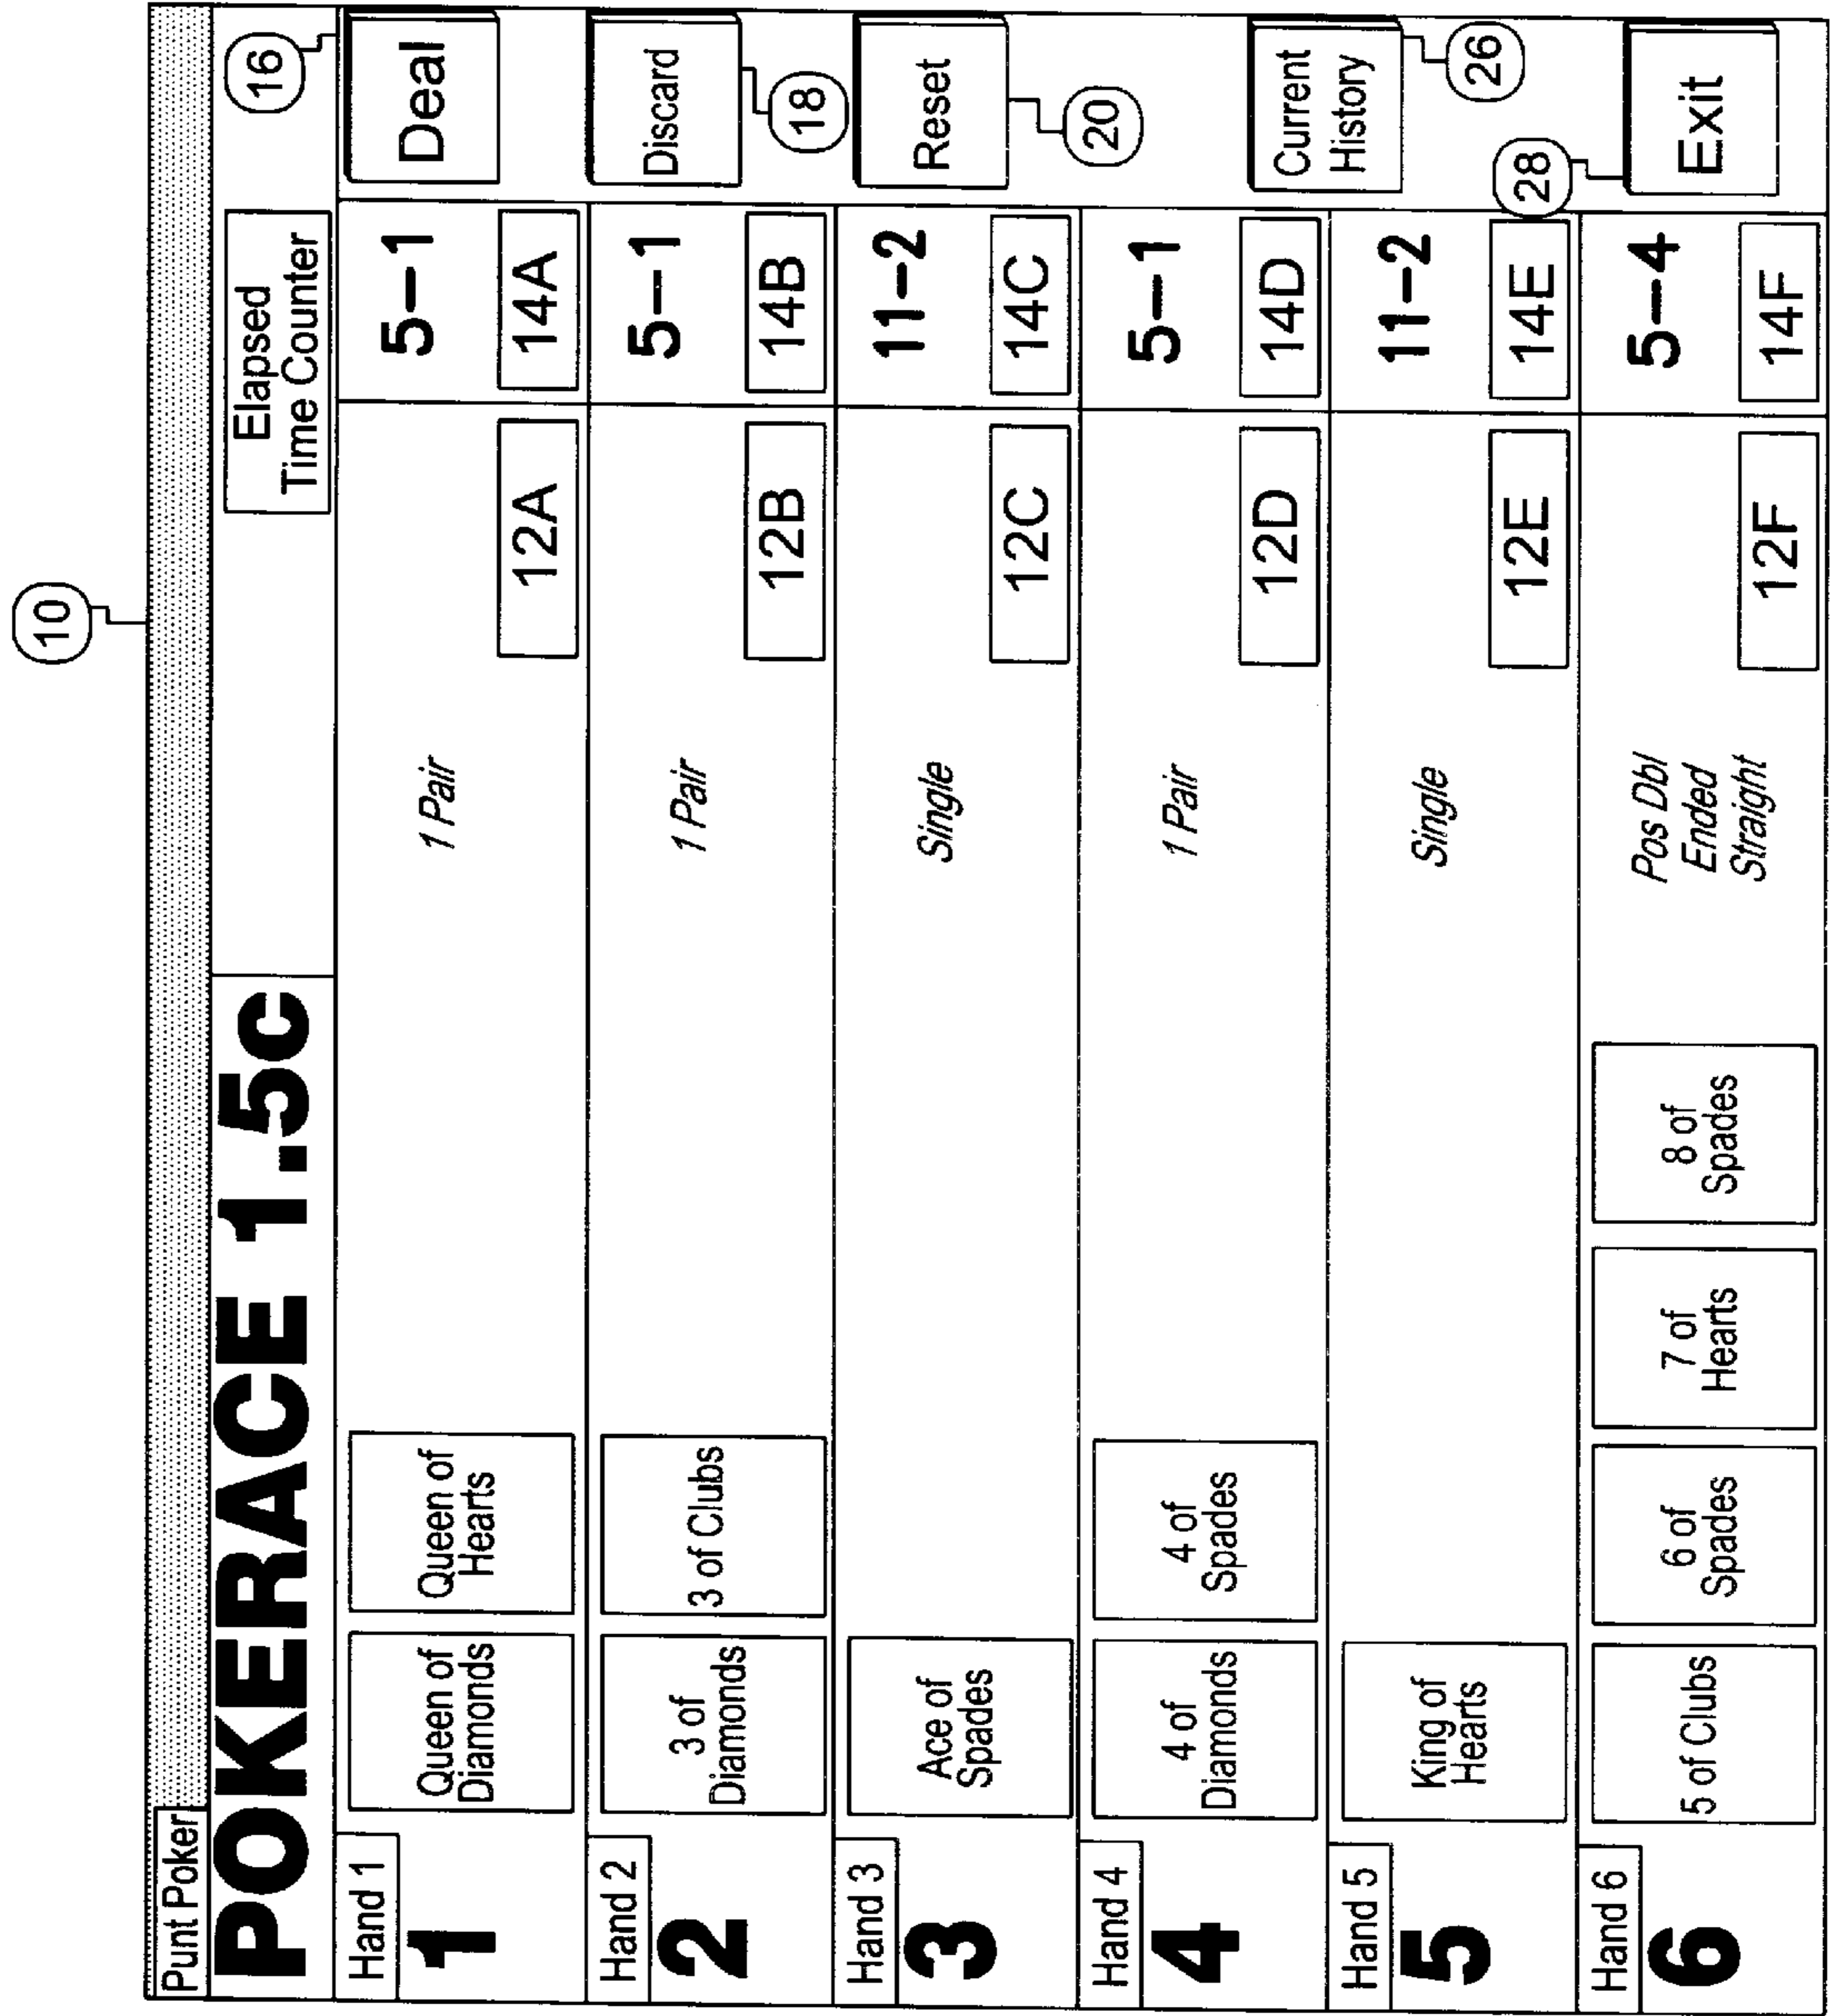 10
Punt Poker
POKERACE 1.5c
Elapsed
Time Counter
16
Hand 1
1
Queen of
Diamonds
Queen of
Hearts
1 Pair
12A
5–1
14A
Deal
Hand 2
2
3 of
Diamonds
3 of Clubs
1 Pair
12B
5–1
14B
Discard
18
Hand 3
3
Ace of
Spades
Single
12C
11–2
14C
Reset
20
Hand 4
4
4 of
Diamonds
4 of
Spades
1 Pair
12D
5–1
14D
Current
History
26
Hand 5
5
King of
Hearts
Single
12E
11–2
14E
28
Hand 6
6
5 of Clubs
6 of
Spades
7 of
Hearts
8 of
Spades
Pos Dbl
Ended
Straight
12F
5–4
14F
Exit